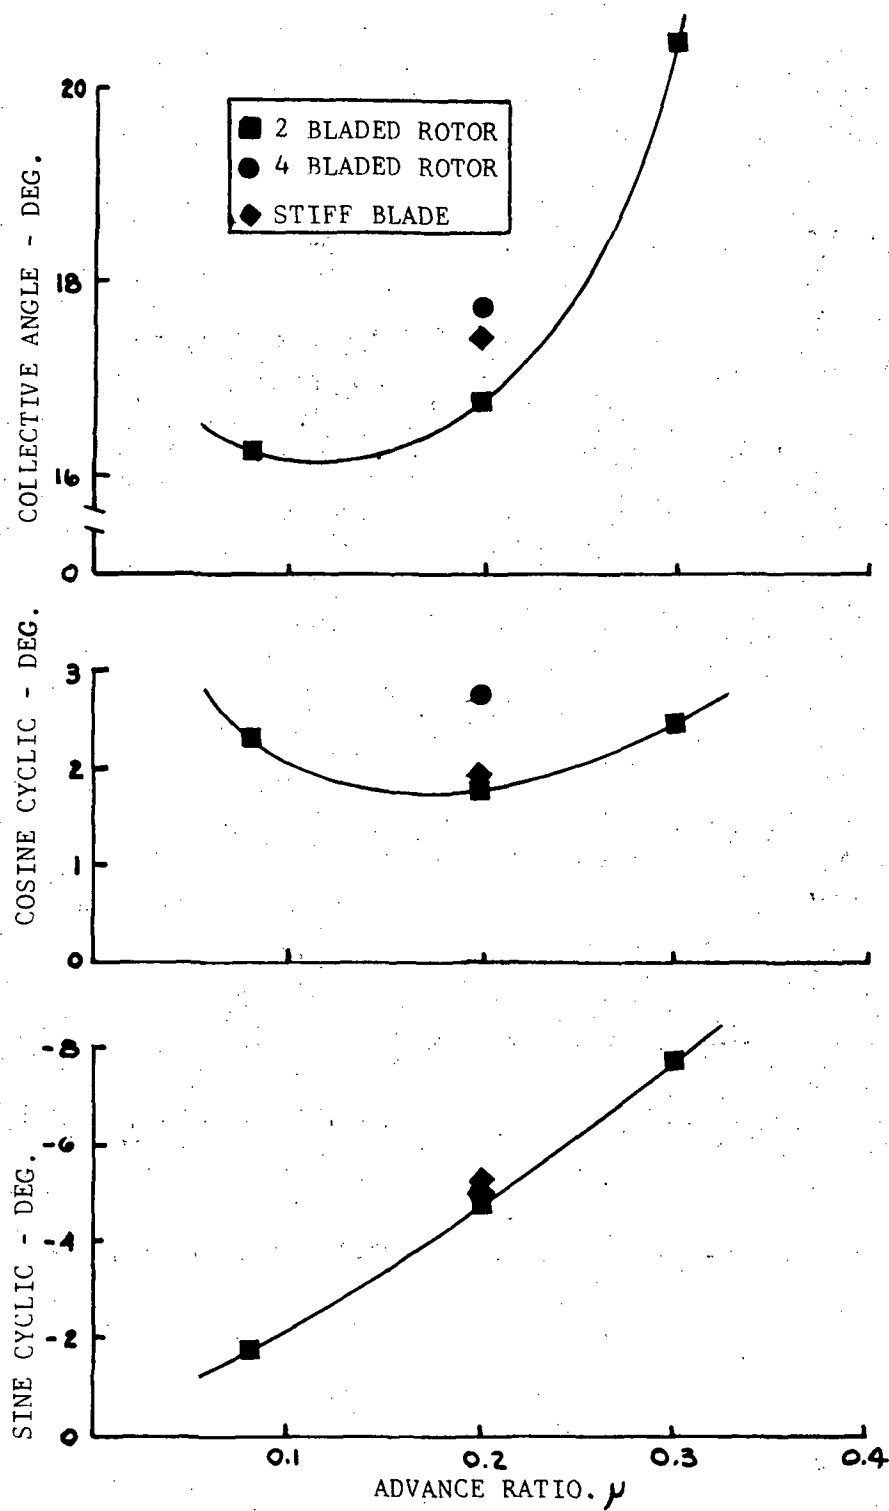 20
18
16
0
COLLECTIVE ANGLE - DEG.
2 BLADED ROTOR
4 BLADED ROTOR
STIFF BLADE
3
2
1
0
COSINE CYCLIC - DEG.
-8
-6
-4
-2
0
SINE CYCLIC - DEG.
0.1 0.2 0.3 0.4
ADVANCE RATIO. μ